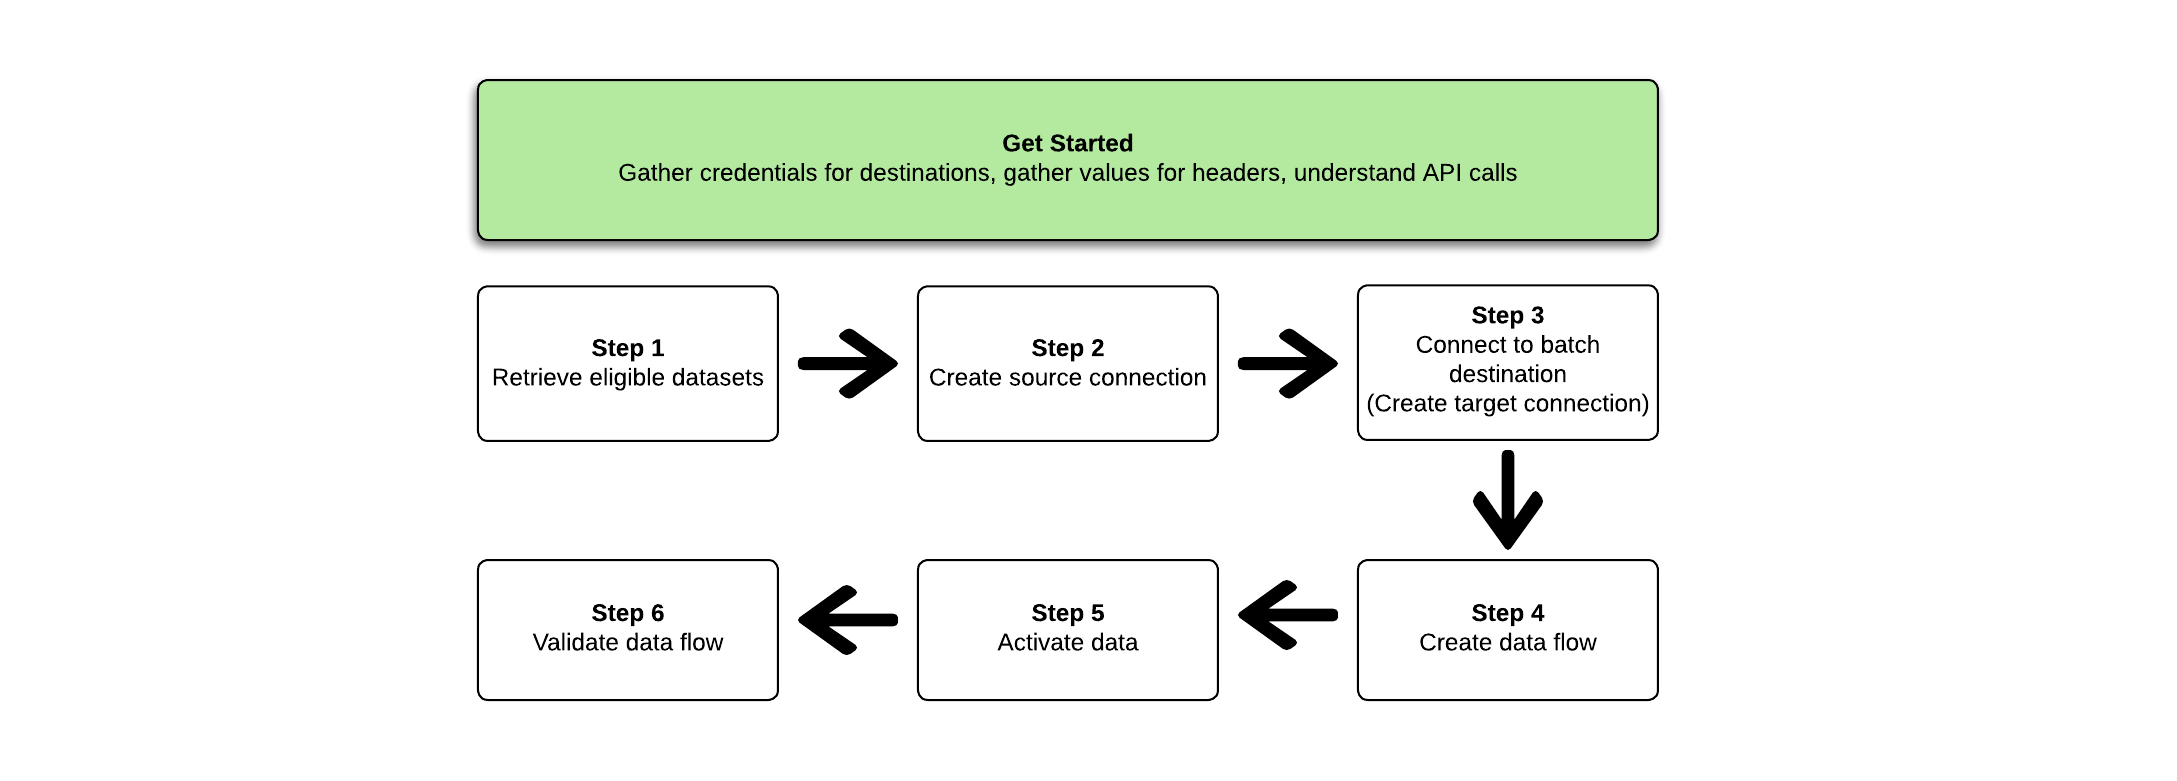 Get Started
Gather credentials for destinations, gather values for headers, understand API calls
Step 1
Retrieve eligible datasets
Step 2
Create source connection
Step 3
Connect to batch
destination
(Create target connection)
Step 4
Create data flow
Step 5
Activate data
Step 6
Validate data flow